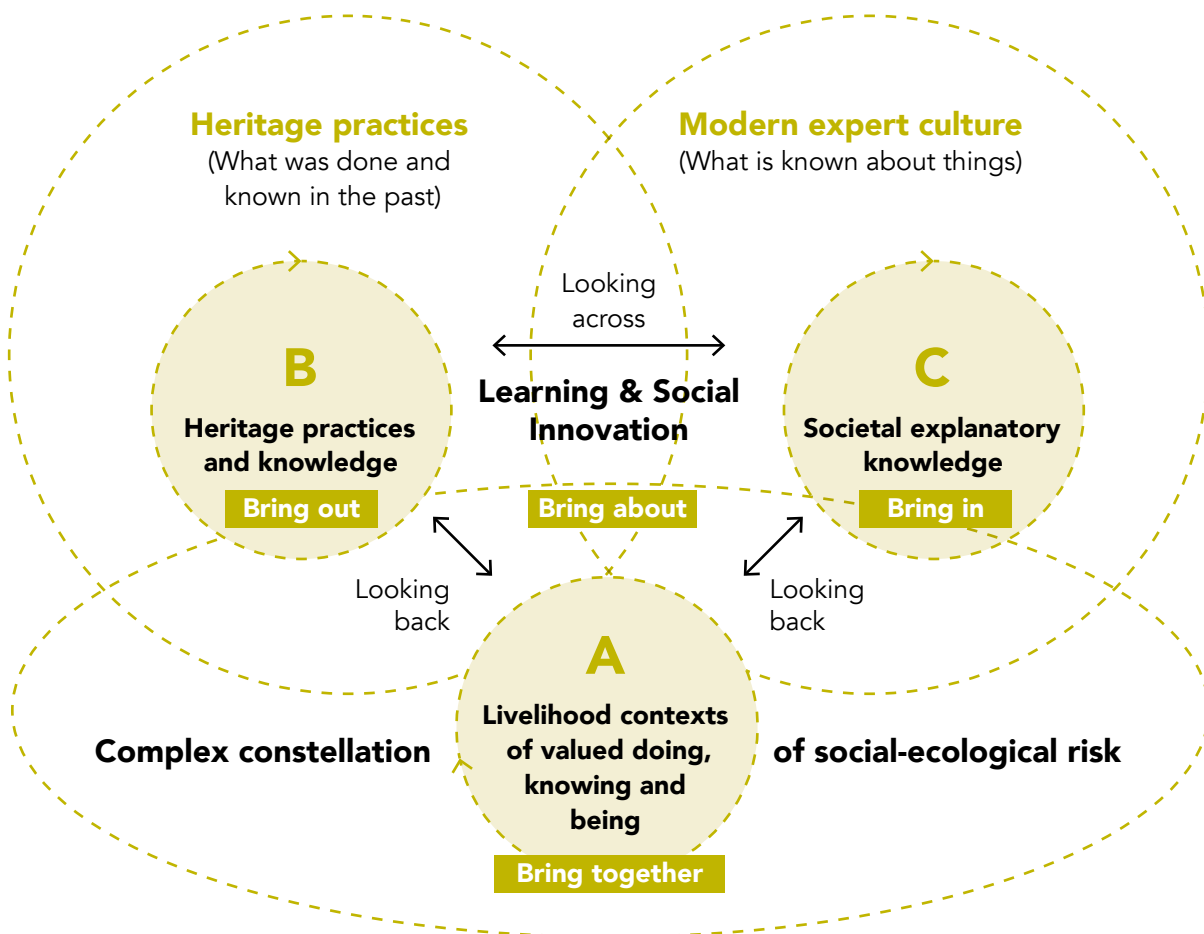 Heritage practices
(What was done and
known in the past)
Modern expert culture
(What is known about things)
Looking
across
B
Heritage practices
and knowledge
Bring out
Learning & Social
Innovation
Bring about
C
Societal explanatory
knowledge
Bring in
Looking
back
Looking
back
A
Livelihood contexts
of valued doing,
knowing and
being
Bring together
Complex constellation
of social-ecological risk